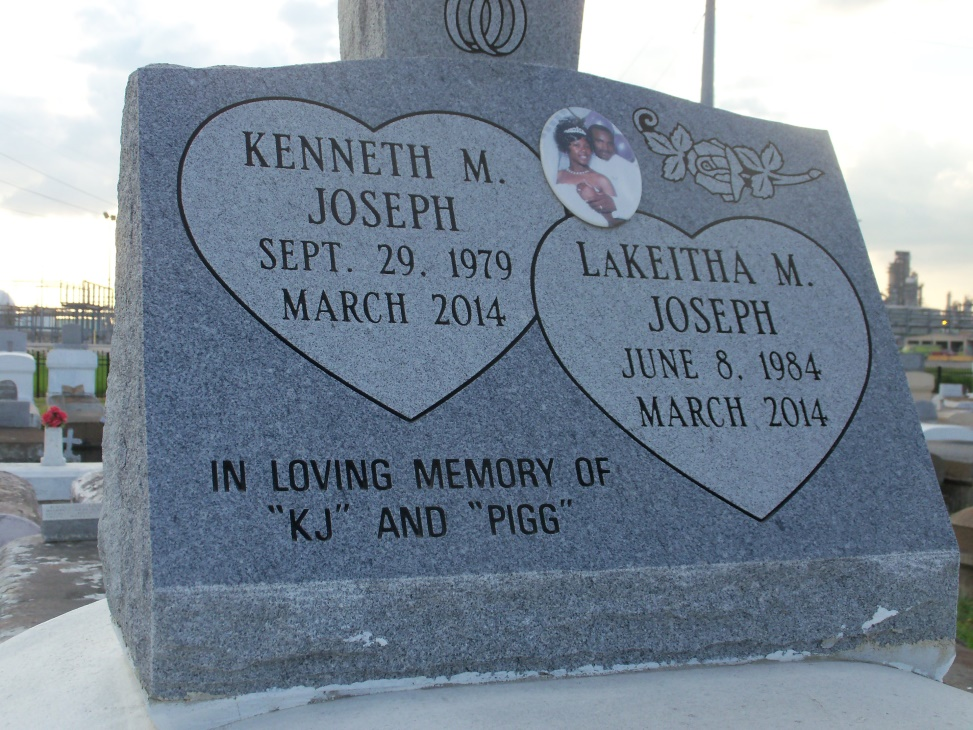 KENNETH M.
JOSEPH
SEPT. 29. 1979
MARCH 2014
LAKEITHA M.
JOSEPH
JUNE 8, 1984
MARCH 2014
IN LOVING MEMORY OF
"KJ" AND "PIGG"